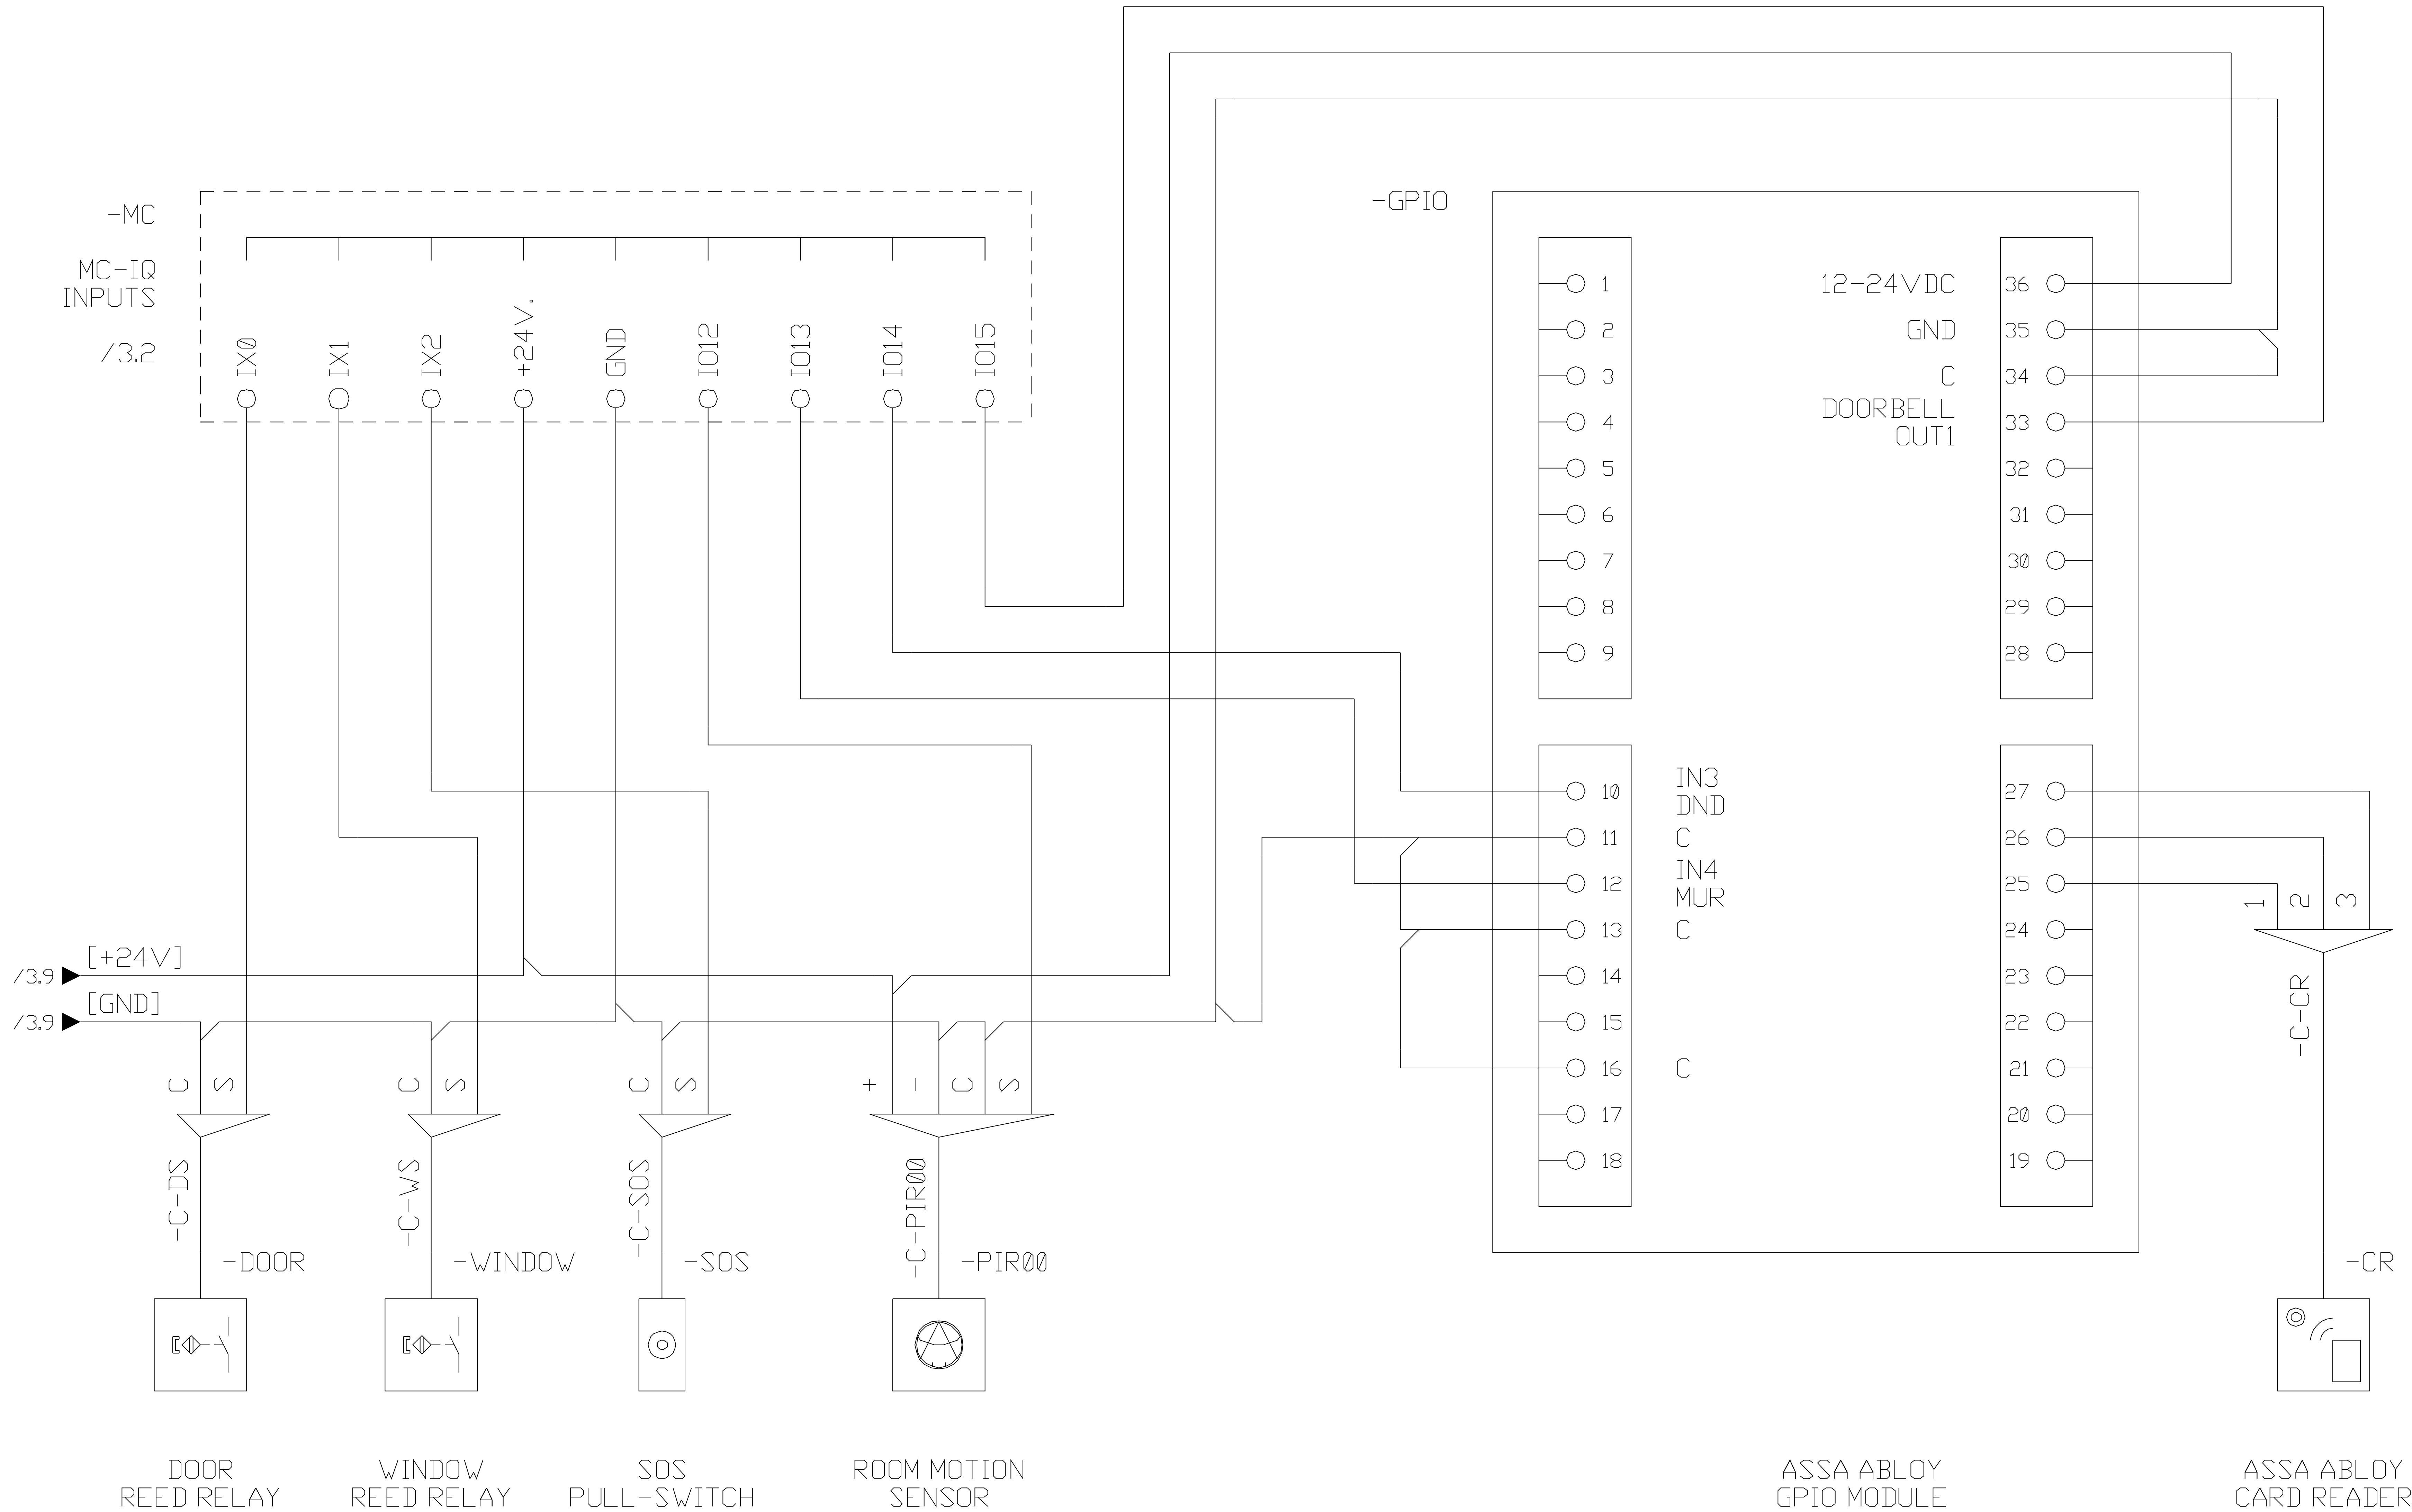 -MC
MC-IQ
INPUTS
/3.2
IX0
IX1
IX2
+24V.
GND
IO12
IO13
IO14
IO15
-GPIO
1
2
3
4
5
6
7
8
9
12-24VDC
GND
C
DOORBELL
OUT1
36
35
34
33
32
31
30
29
28
10
11
12
13
14
15
16
17
18
IN3
DND
C
IN4
MUR
C
C
27
26
25
24
23
22
21
20
19
1
2
3
-C-CR
-CR
/3.9
[+24V]
/3.9
[GND]
C
S
C
S
C
S
+
-
C
S
-C-DS
-DOOR
-C-WS
-WINDOW
-C-SOS
-SOS
-C-PIR00
-PIR00
DOOR
REED RELAY
WINDOW
REED RELAY
SOS
PULL-SWITCH
ROOM MOTION
SENSOR
ASSA ABLOY
GPIO MODULE
ASSA ABLOY
CARD READER